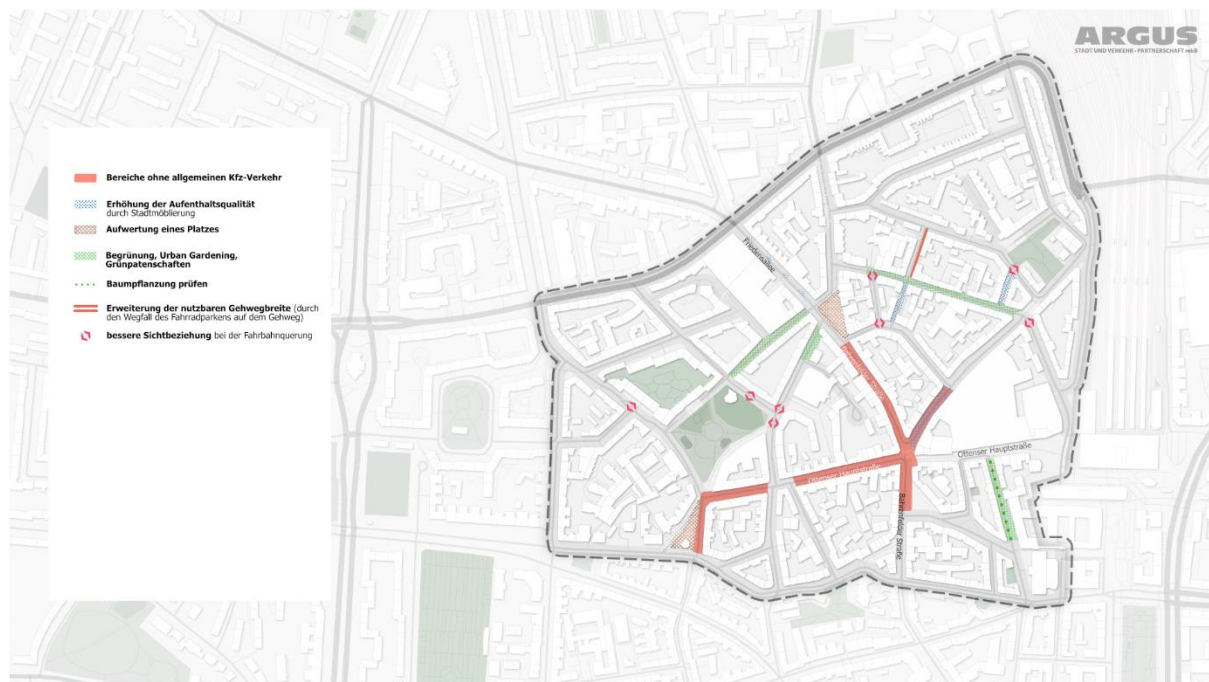 ARGUS
STADT UND VERKEHR · PARTNERSCHAFT mbB
Bereiche ohne allgemeinen Kfz-Verkehr
Erhöhung der Aufenthaltsqualität
durch Stadtmöblierung
Aufwertung eines Platzes
Begrünung, Urban Gardening,
Grünpatenschaften
Baumpflanzung prüfen
Erweiterung der nutzbaren Gehwegbreite (durch
den Wegfall des Fahrradparkens auf dem Gehweg)
bessere Sichtbeziehung bei der Fahrbahnquerung
Friedensallee
Bahrenfelder Straße
Ottenser Hauptstraße
Ottenser Hauptstraße
Bahrenfelder Straße